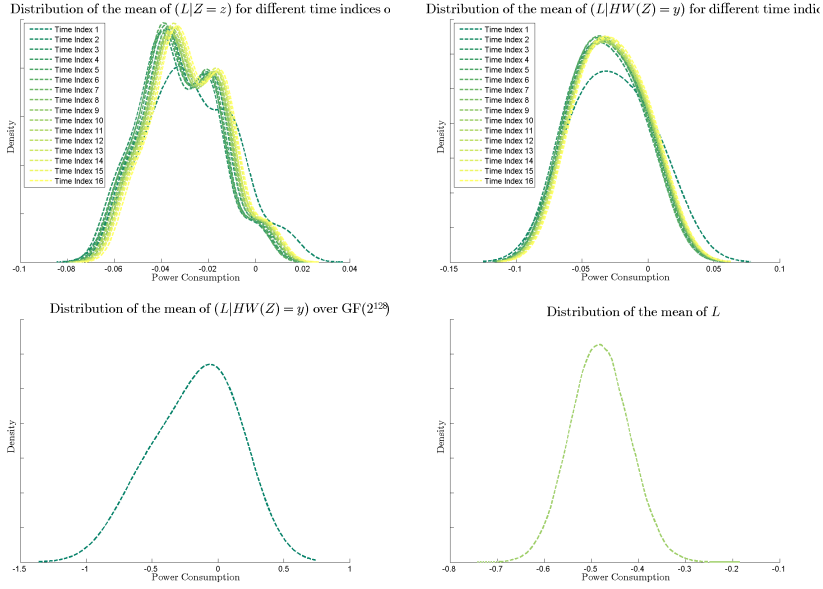 Distribution of the mean of (L|Z = z) for different time indices o
Time Index 1
Time Index 2
Time Index 3
Time Index 4
Time Index 5
Time Index 6
Time Index 7
Time Index 8
Time Index 9
Time Index 10
Time Index 11
Time Index 12
Time Index 13
Time Index 14
Time Index 15
Time Index 16
Density
-0.1 -0.08 -0.06 -0.04 -0.02 0 0.02 0.04
Power Consumption
Distribution of the mean of (L|HW(Z) = y) for different time indic
Time Index 1
Time Index 2
Time Index 3
Time Index 4
Time Index 5
Time Index 6
Time Index 7
Time Index 8
Time Index 9
Time Index 10
Time Index 11
Time Index 12
Time Index 13
Time Index 14
Time Index 15
Time Index 16
Density
-0.15 -0.1 -0.05 0 0.05 0.1
Power Consumption
Distribution of the mean of (L|HW(Z) = y) over GF(2¹²⁸)
Density
-1.5 -1 -0.5 0 0.5 1
Power Consumption
Distribution of the mean of L
Density
-0.8 -0.7 -0.6 -0.5 -0.4 -0.3 -0.2 -0.1
Power Consumption